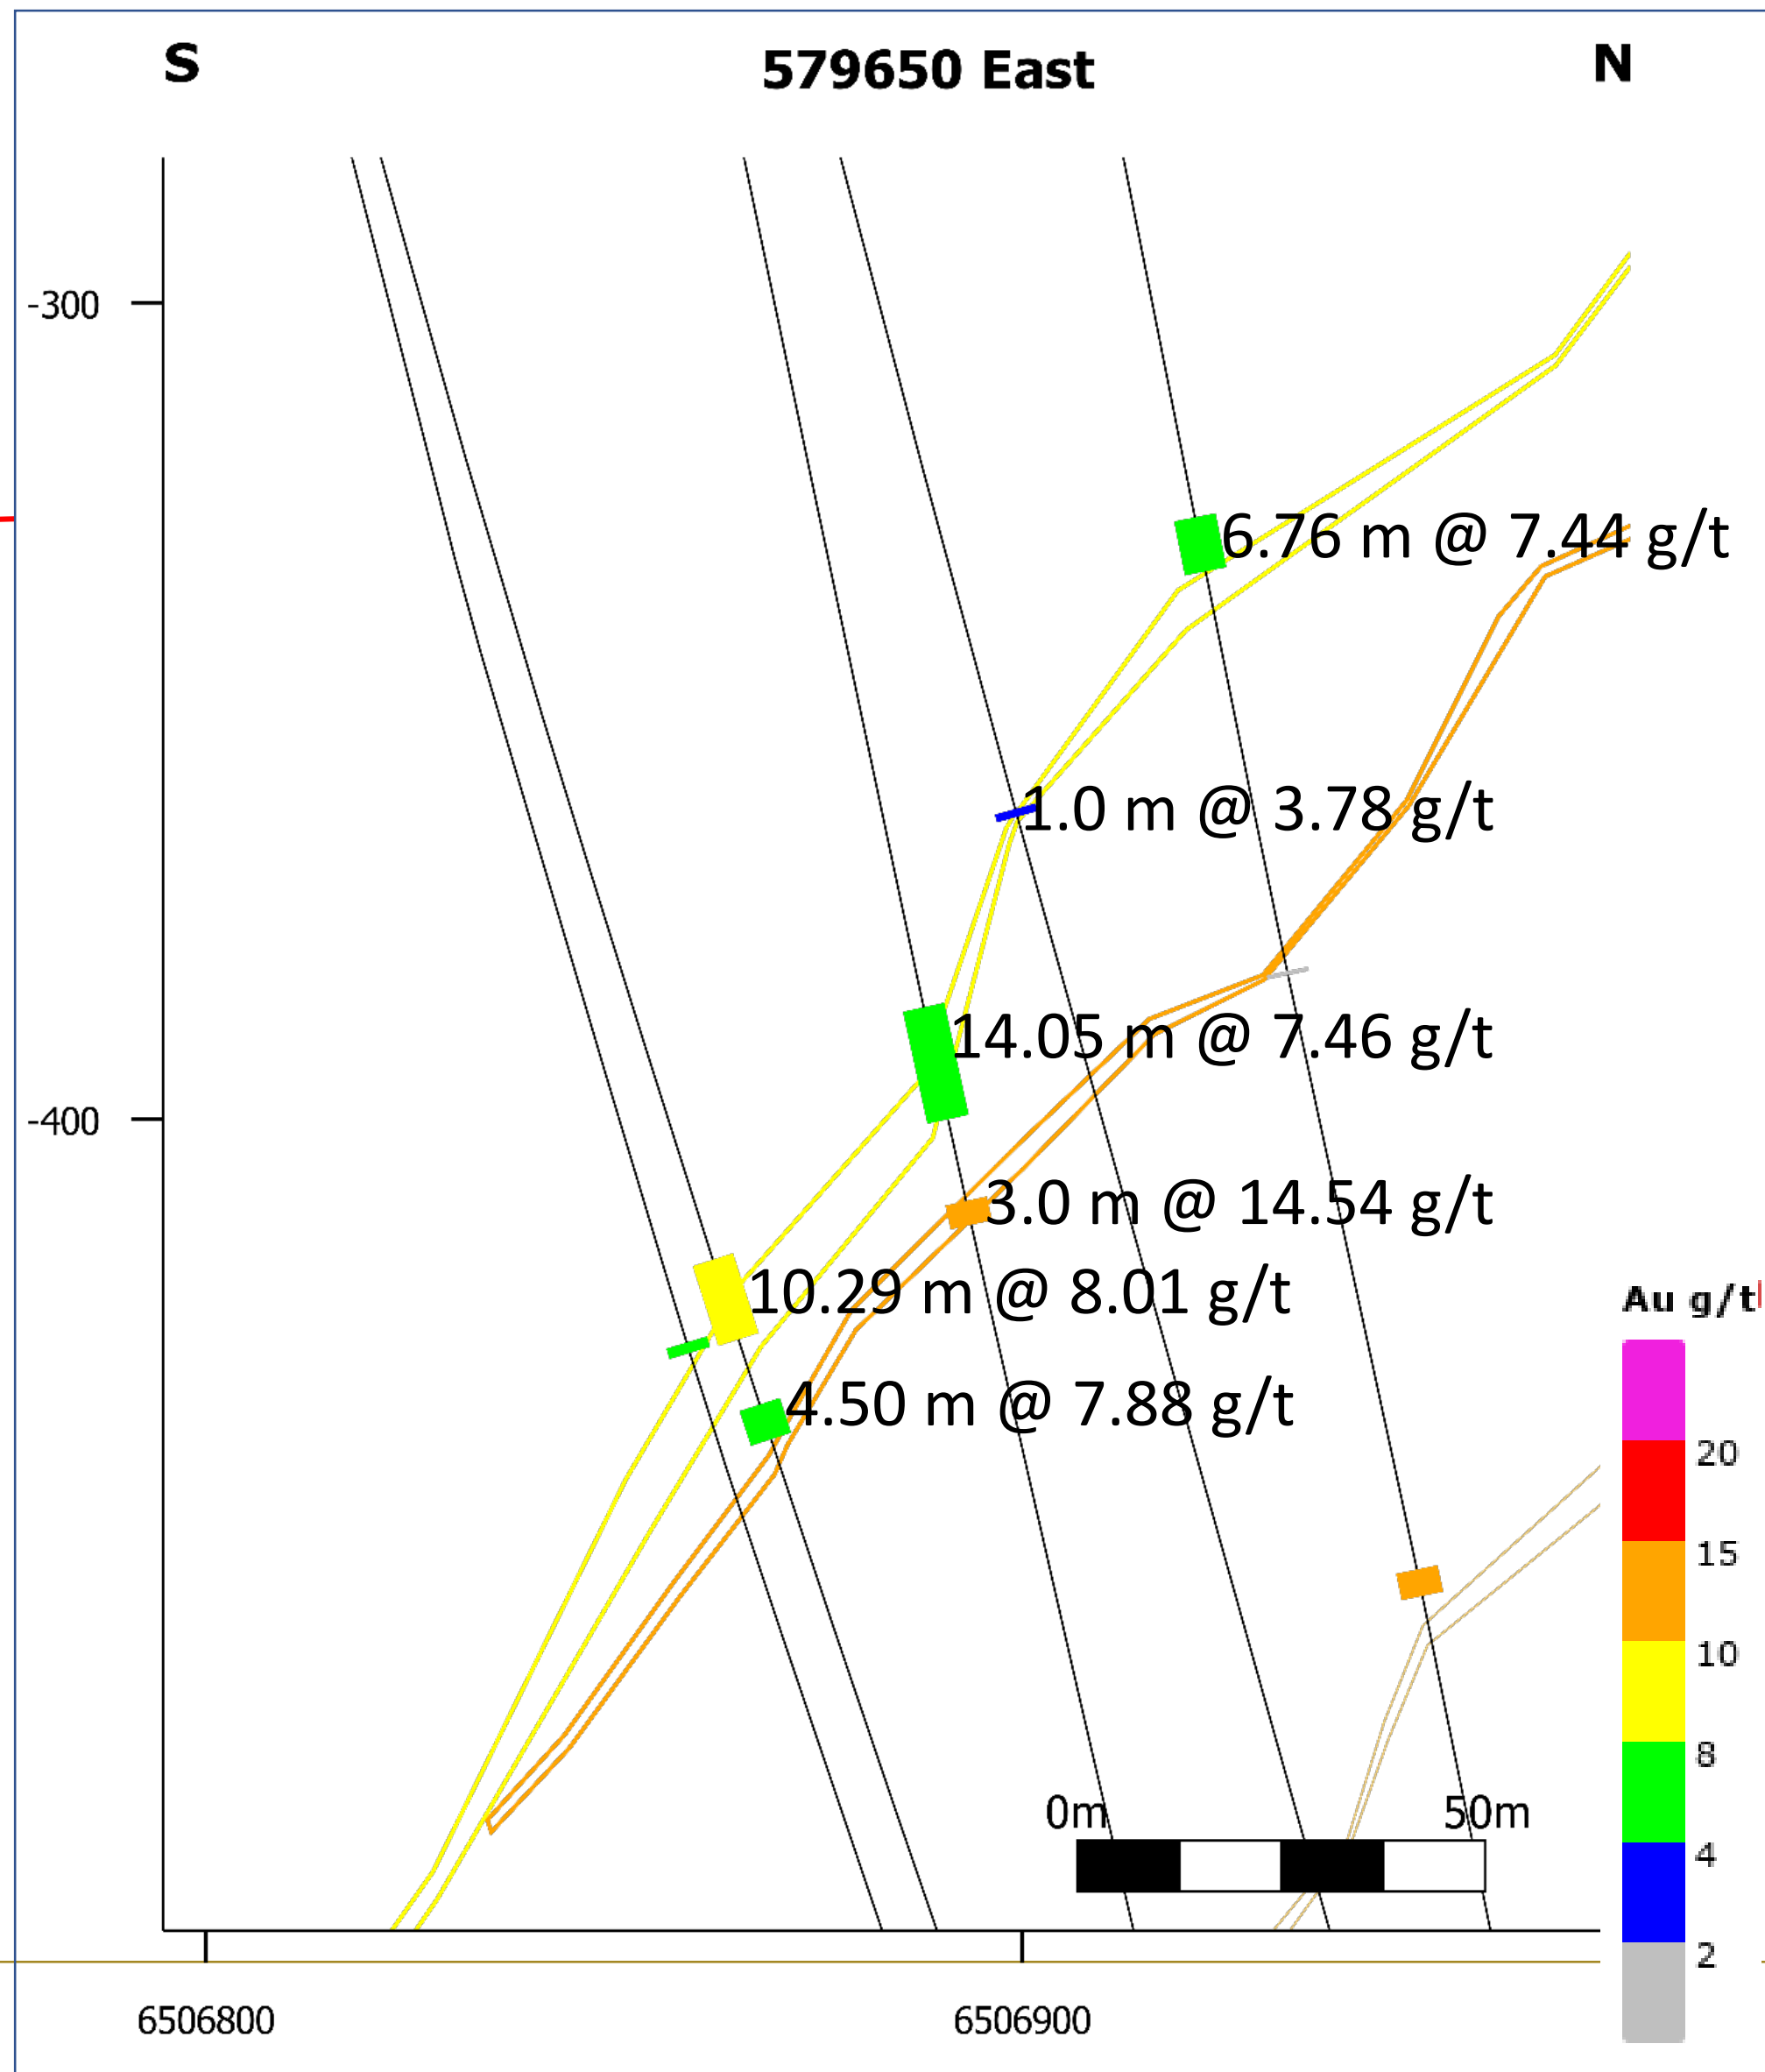 S
579650 East
N
-300
6.76 m @ 7.44 g/t
1.0 m @ 3.78 g/t
14.05 m @ 7.46 g/t
-400
3.0 m @ 14.54 g/t
10.29 m @ 8.01 g/t
4.50 m @ 7.88 g/t
Au g/t
20
15
10
8
4
2
0m
50m
6506800
6506900